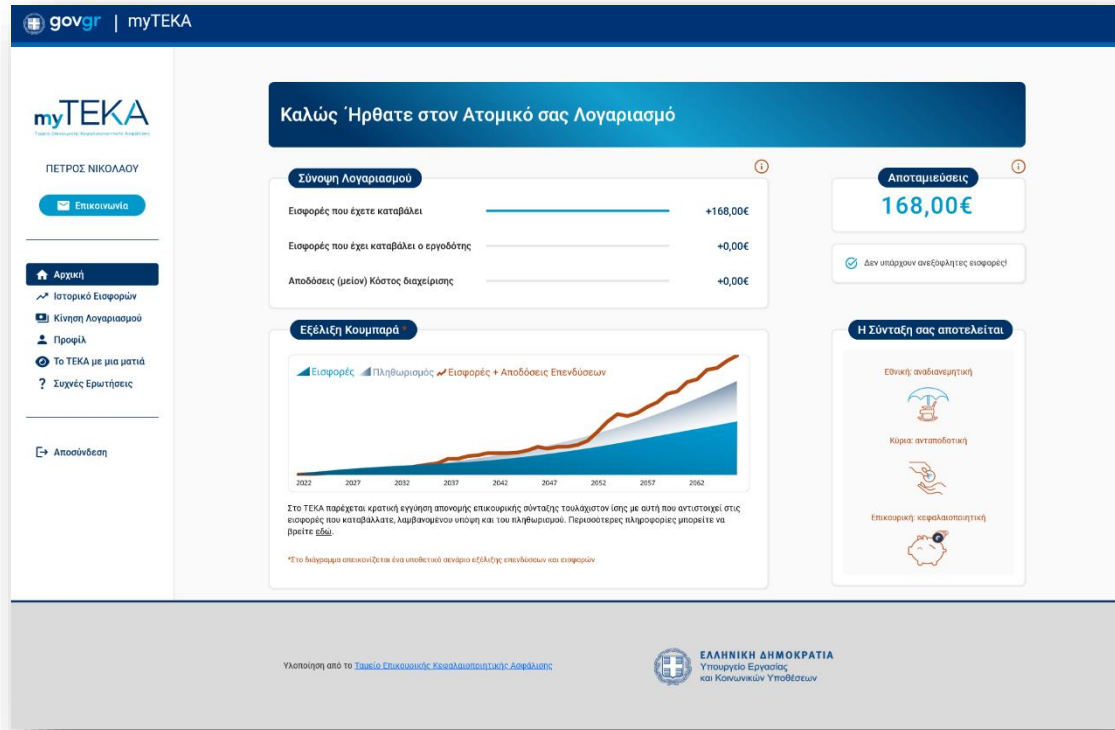 govgr | myTEKA
myTEKA
ΠΕΤΡΟΣ ΝΙΚΟΛΑΟΥ
Επικοινωνία
Αρχική
Ιστορικό Εισφορών
Κίνηση Λογαριασμού
Προφίλ
Το ΤΕΚΑ με μια ματιά
? Συχνές Ερωτήσεις
Αποσύνδεση
Καλώς Ήρθατε στον Ατομικό σας Λογαριασμό
Σύνοψη Λογαριασμού
Εισφορές που έχετε καταβάλει +168,00€
Εισφορές που έχει καταβάλει ο εργοδότης +0,00€
Αποδόσεις (μείον) Κόστος διαχείρισης +0,00€
Αποταμιεύσεις
168,00€
Δεν υπάρχουν ανεξόφλητες εισφορές!
Εξέλιξη Κουμπαρά *
Εισφορές Πληθωρισμός Εισφορές + Αποδόσεις Επενδύσεων
2022 2027 2032 2037 2042 2047 2052 2057 2062
Στο ΤΕΚΑ παρέχεται κρατική εγγύηση απονομής επικουρικής σύνταξης τουλάχιστον ίσης με αυτή που αντιστοιχεί στις
εισφορές που καταβάλλατε, λαμβανομένου υπόψη και του πληθωρισμού. Περισσότερες πληροφορίες μπορείτε να
βρείτε εδώ.
*Στο διάγραμμα απεικονίζεται ένα υποθετικό σενάριο εξέλιξης επενδύσεων και εισφορών
Η Σύνταξη σας αποτελείται
Εθνική: αναδιανεμητική
Κύρια: ανταποδοτική
Επικουρική: κεφαλαιοποιητική
Υλοποίηση από το Ταμείο Επικουρικής Κεφαλαιοποιητικής Ασφάλισης
ΕΛΛΗΝΙΚΗ ΔΗΜΟΚΡΑΤΙΑ
Υπουργείο Εργασίας
και Κοινωνικών Υποθέσεων